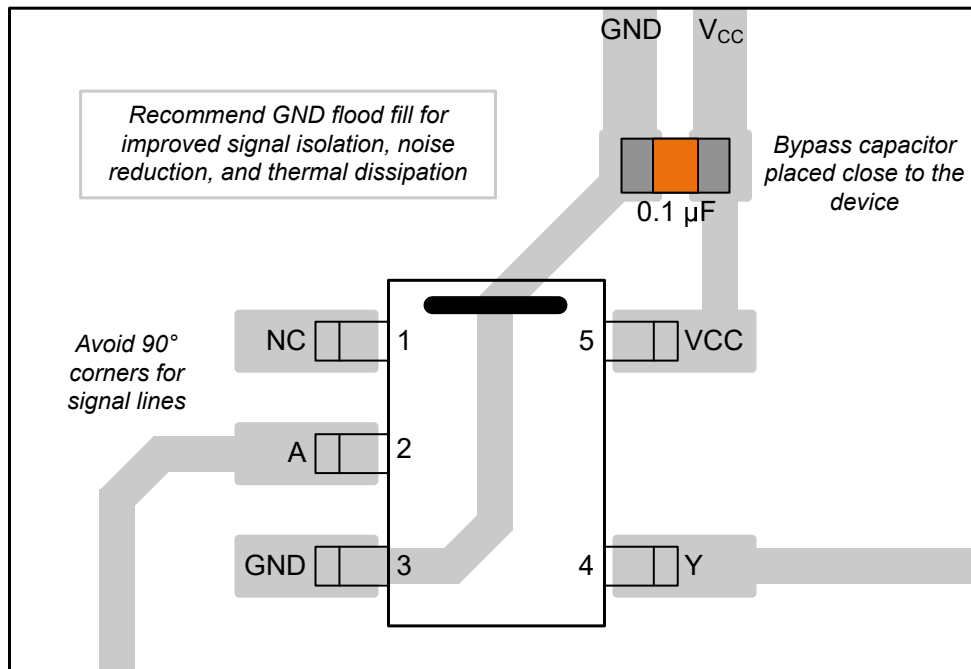 GND
V_CC
Recommend GND flood fill for
improved signal isolation, noise
reduction, and thermal dissipation
Bypass capacitor
placed close to the
device
0.1 µF
NC
1
5
VCC
Avoid 90°
corners for
signal lines
A
2
GND
3
4
Y